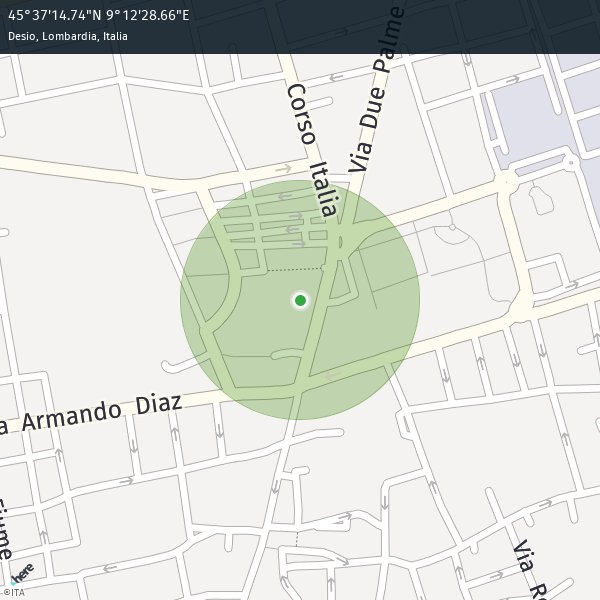 45°37'14.74"N 9°12'28.66"E
Desio, Lombardia, Italia
Corso Italia
Via Due Palme
a Armando Diaz
Fiume
Via Ro
here
©ITA